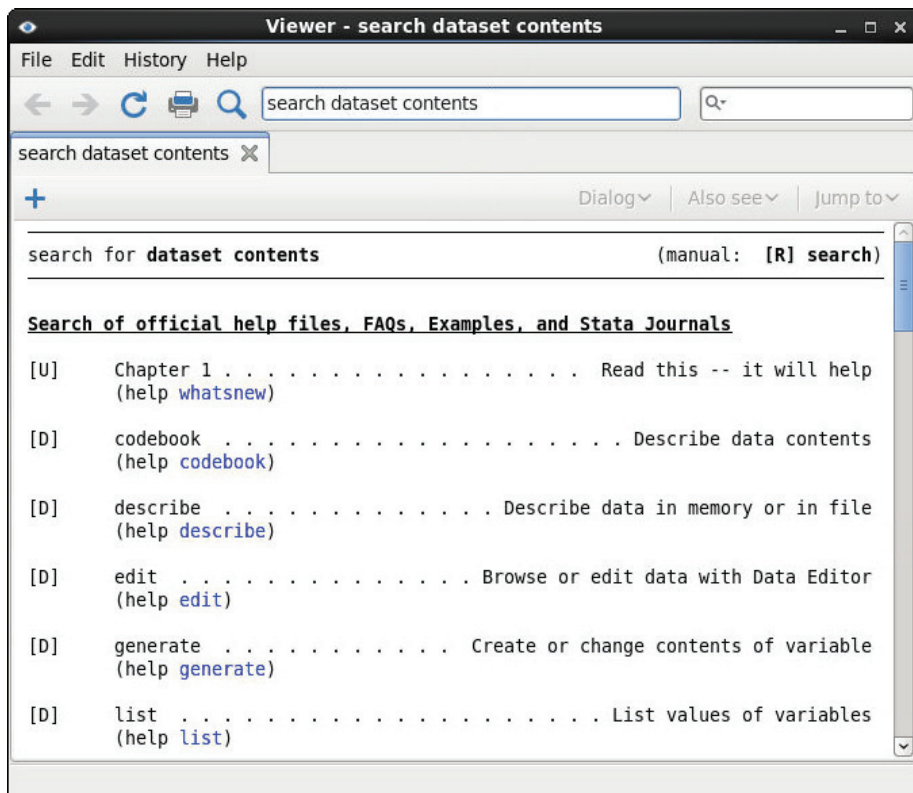 Viewer - search dataset contents
File Edit History Help
search dataset contents
search dataset contents
Dialog Also see Jump to
search for dataset contents (manual: [R] search)
Search of official help files, FAQs, Examples, and Stata Journals
[U] Chapter 1 . . . . . . . . . . . . . . . . . Read this -- it will help
(help whatsnew)
[D] codebook . . . . . . . . . . . . . . . . . . . Describe data contents
(help codebook)
[D] describe . . . . . . . . . . . . . Describe data in memory or in file
(help describe)
[D] edit . . . . . . . . . . . . . . Browse or edit data with Data Editor
(help edit)
[D] generate . . . . . . . . . . . Create or change contents of variable
(help generate)
[D] list . . . . . . . . . . . . . . . . . . . . List values of variables
(help list)